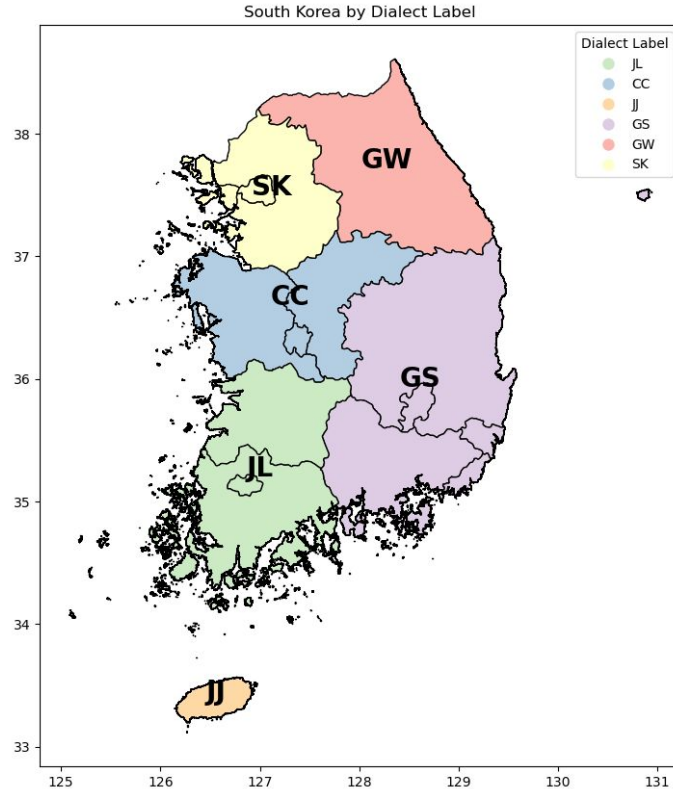 South Korea by Dialect Label
Dialect Label
JL
CC
JJ
GS
GW
SK
GW
SK
CC
GS
JL
JJ
38
37
36
35
34
33
125 126 127 128 129 130 131